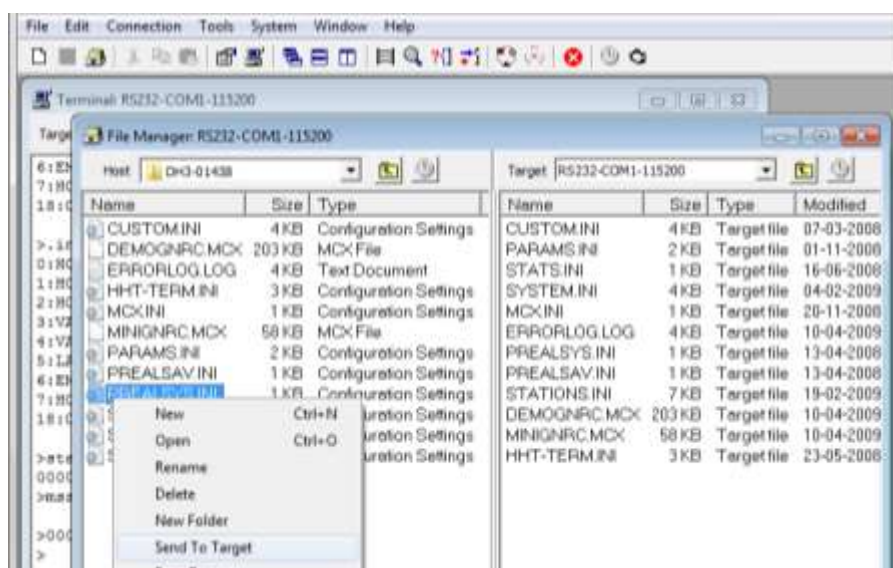 File Edit Connection Tools System Window Help
Terminal: RS232-COM1-115200
File Manager: RS232-COM1-115200
Host DH3-01438 Target RS232-COM1-115200
Name Size Type Name Size Type Modified
CUSTOM.INI 4 KB Configuration Settings CUSTOM.INI 4 KB Target file 07-03-2008
DEMOGNRC.MCX 203 KB MCX File PARAMS.INI 2 KB Target file 01-11-2008
ERRORLOG.LOG 4 KB Text Document STATS.INI 1 KB Target file 16-06-2008
HHT-TERM.INI 3 KB Configuration Settings SYSTEM.INI 4 KB Target file 04-02-2009
MCX.INI 1 KB Configuration Settings MCX.INI 1 KB Target file 20-11-2008
MINIGNRC.MCX 58 KB MCX File ERRORLOG.LOG 4 KB Target file 10-04-2009
PARAMS.INI 2 KB Configuration Settings PREALSYS.INI 1 KB Target file 13-04-2008
PREALSAV.INI 1 KB Configuration Settings PREALSAV.INI 1 KB Target file 13-04-2008
PREALSYS.INI 1 KB Configuration Settings STATIONS.INI 7 KB Target file 19-02-2009
New Ctrl+N DEMOGNRC.MCX 203 KB Target file 10-04-2009
Open Ctrl+O MINIGNRC.MCX 58 KB Target file 10-04-2009
Rename HHT-TERM.INI 3 KB Target file 23-05-2008
Delete
New Folder
Send To Target